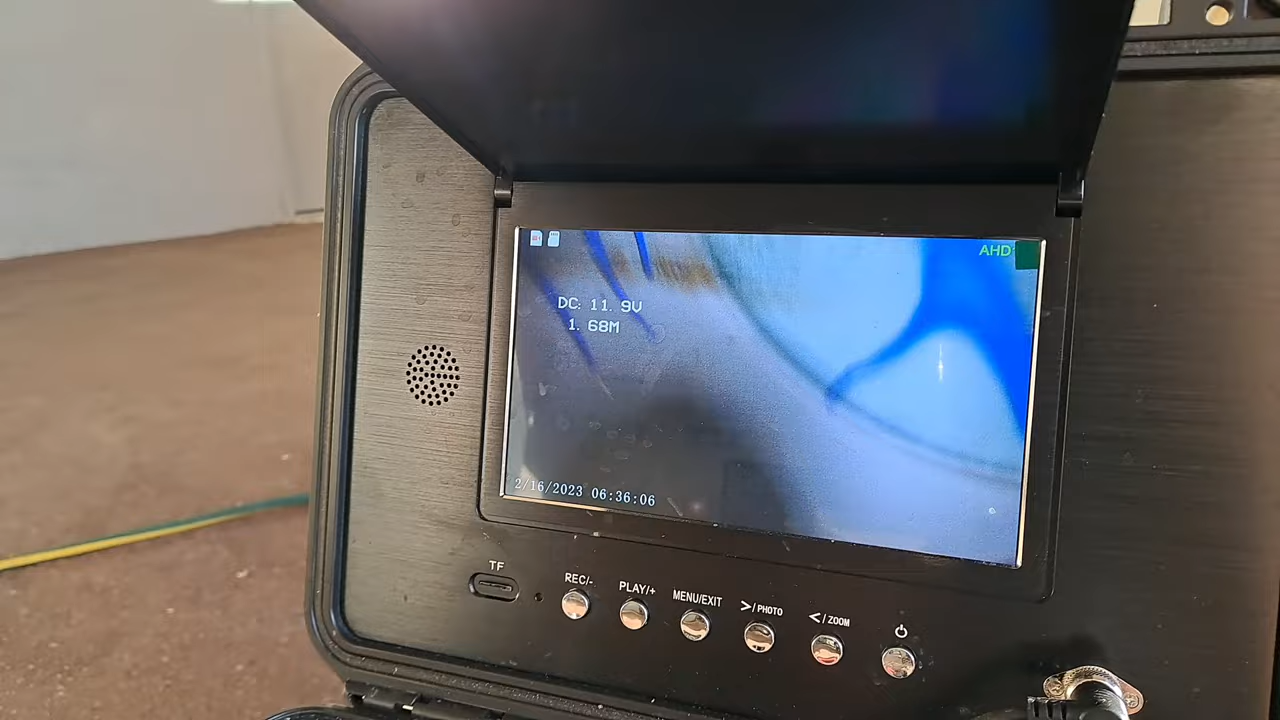 AHD
DC: 11.9V
1.68M
2/16/2023 06:36:06
TF
REC/-
PLAY/+
MENU/EXIT
>/PHOTO
</ZOOM